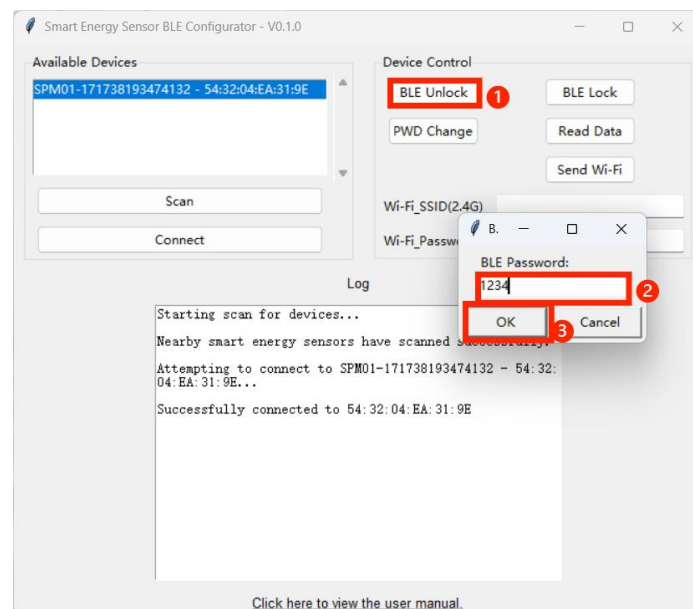 Smart Energy Sensor BLE Configurator - V0.1.0
Available Devices
SPM01-171738193474132 - 54:32:04:EA:31:9E
Scan
Connect
Device Control
BLE Unlock
1
BLE Lock
PWD Change
Read Data
Send Wi-Fi
Wi-Fi_SSID(2.4G)
Wi-Fi_Passw
B.
BLE Password:
1234
2
OK
3
Cancel
Log
Starting scan for devices...
Nearby smart energy sensors have scanned
Attempting to connect to SPM01-171738193474132 - 54:32:
04:EA:31:9E...
Successfully connected to 54:32:04:EA:31:9E
Click here to view the user manual.